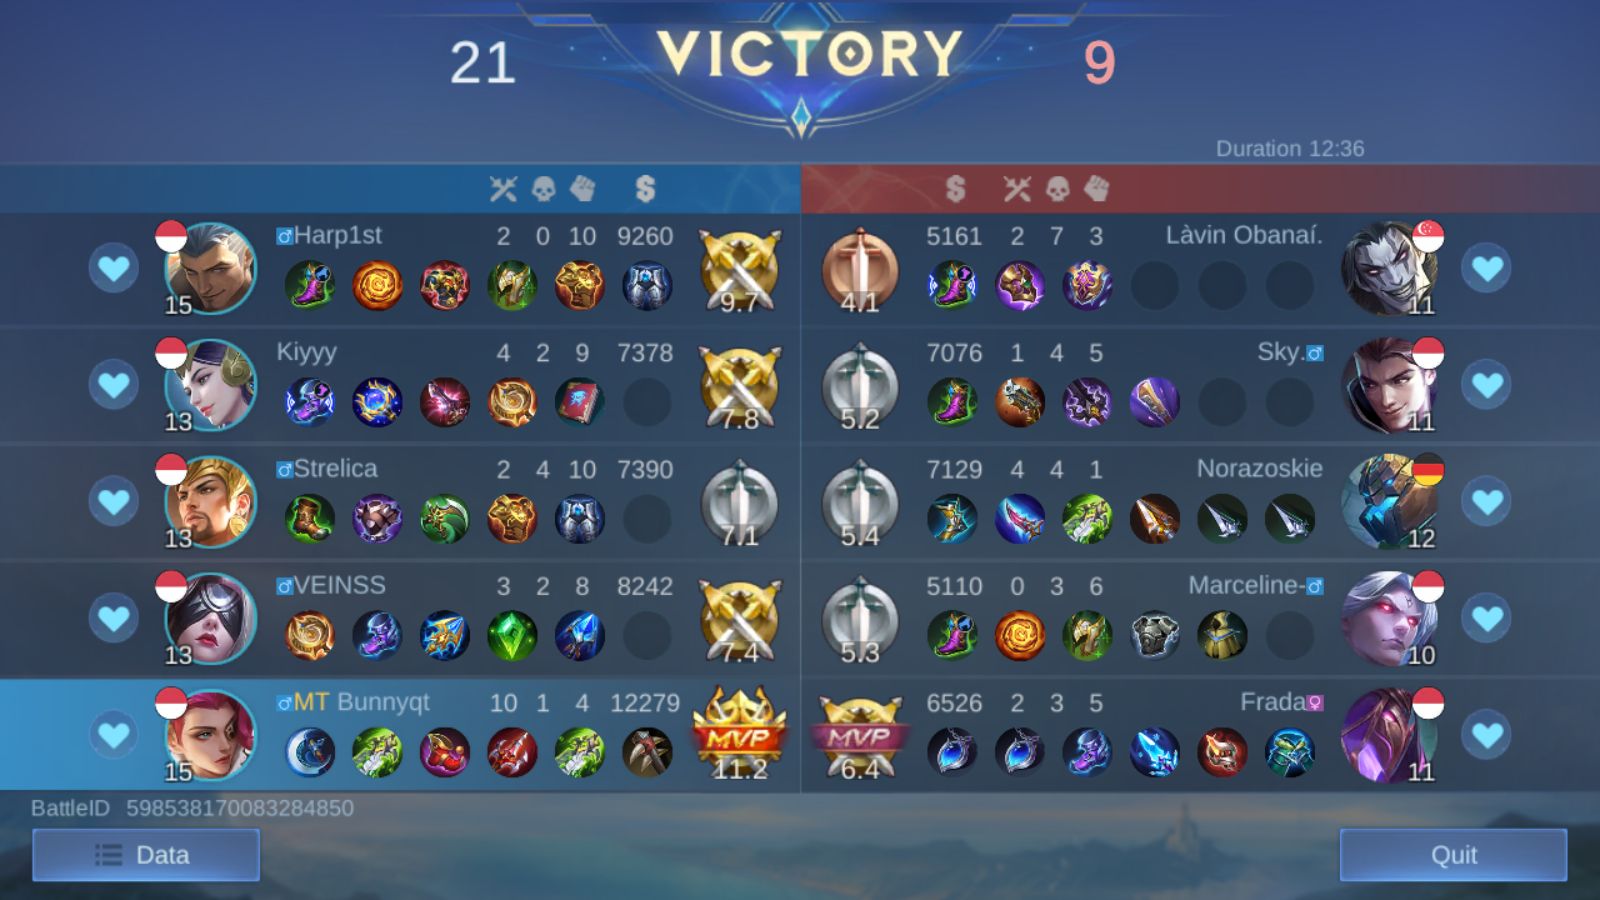 21 VICTORY 9
Duration 12:36
Harp1st 2 0 10 9260
15 9.7
5161 2 7 3 Làvin Obanaí.
4.1 11
Kiyyy 4 2 9 7378
13 7.8
7076 1 4 5 Sky.
5.2 11
Strelica 2 4 10 7390
13 7.1
7129 4 4 1 Norazoskie
5.4 12
VEINSS 3 2 8 8242
13 7.4
5110 0 3 6 Marceline-
5.3 10
MT Bunnyqt 10 1 4 12279
MVP
15 11.2
6526 2 3 5 Frada
MVP
6.4 11
BattleID 598538170083284850
Data
Quit